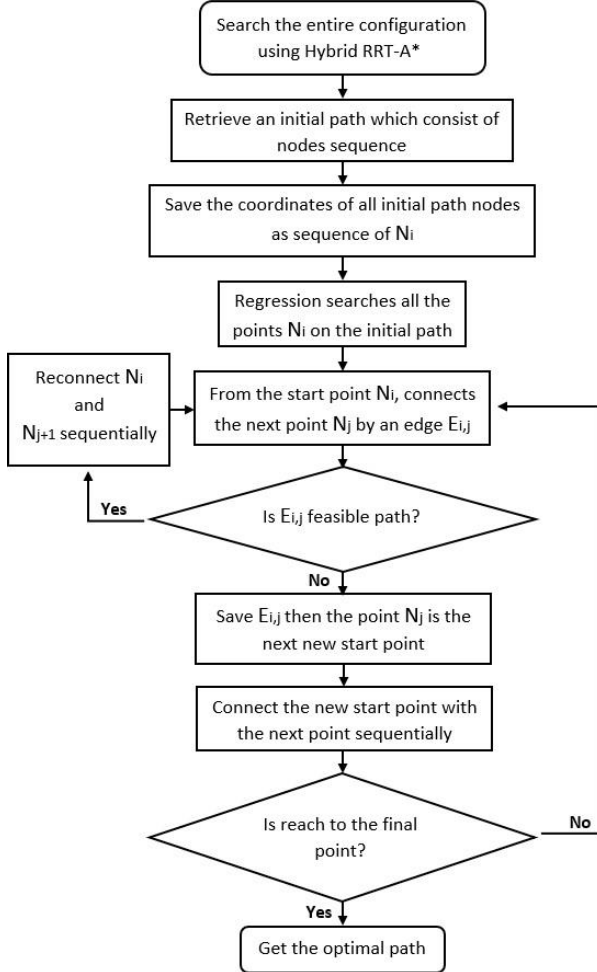 Search the entire configuration
using Hybrid RRT-A*
Retrieve an initial path which consist of
nodes sequence
Save the coordinates of all initial path nodes
as sequence of Ni
Regression searches all the
points Ni on the initial path
Reconnect Ni
and
Nj+1 sequentially
From the start point Ni, connects
the next point Nj by an edge Ei,j
Yes
Is Ei,j feasible path?
No
Save Ei,j then the point Nj is the
next new start point
Connect the new start point with
the next point sequentially
Is reach to the final
point?
No
Yes
Get the optimal path